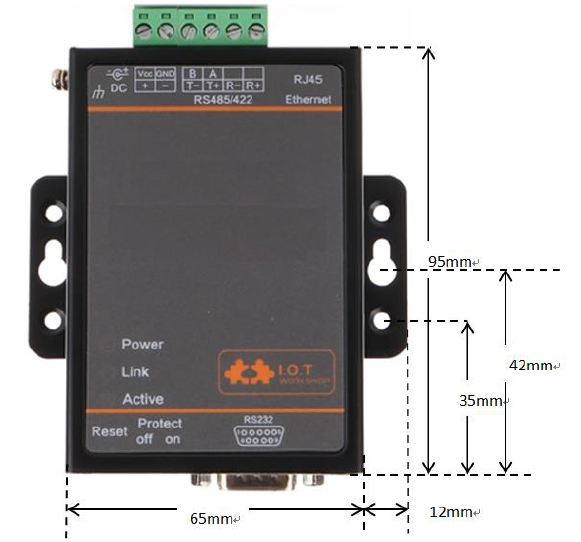 Vcc GND B A RJ45
DC + − T− T+ R− R+ Ethernet
RS485/422
95mm
42mm
35mm
Power
Link
Active
I.O.T
WORKSHOP
Reset Protect
off on
RS232
65mm
12mm